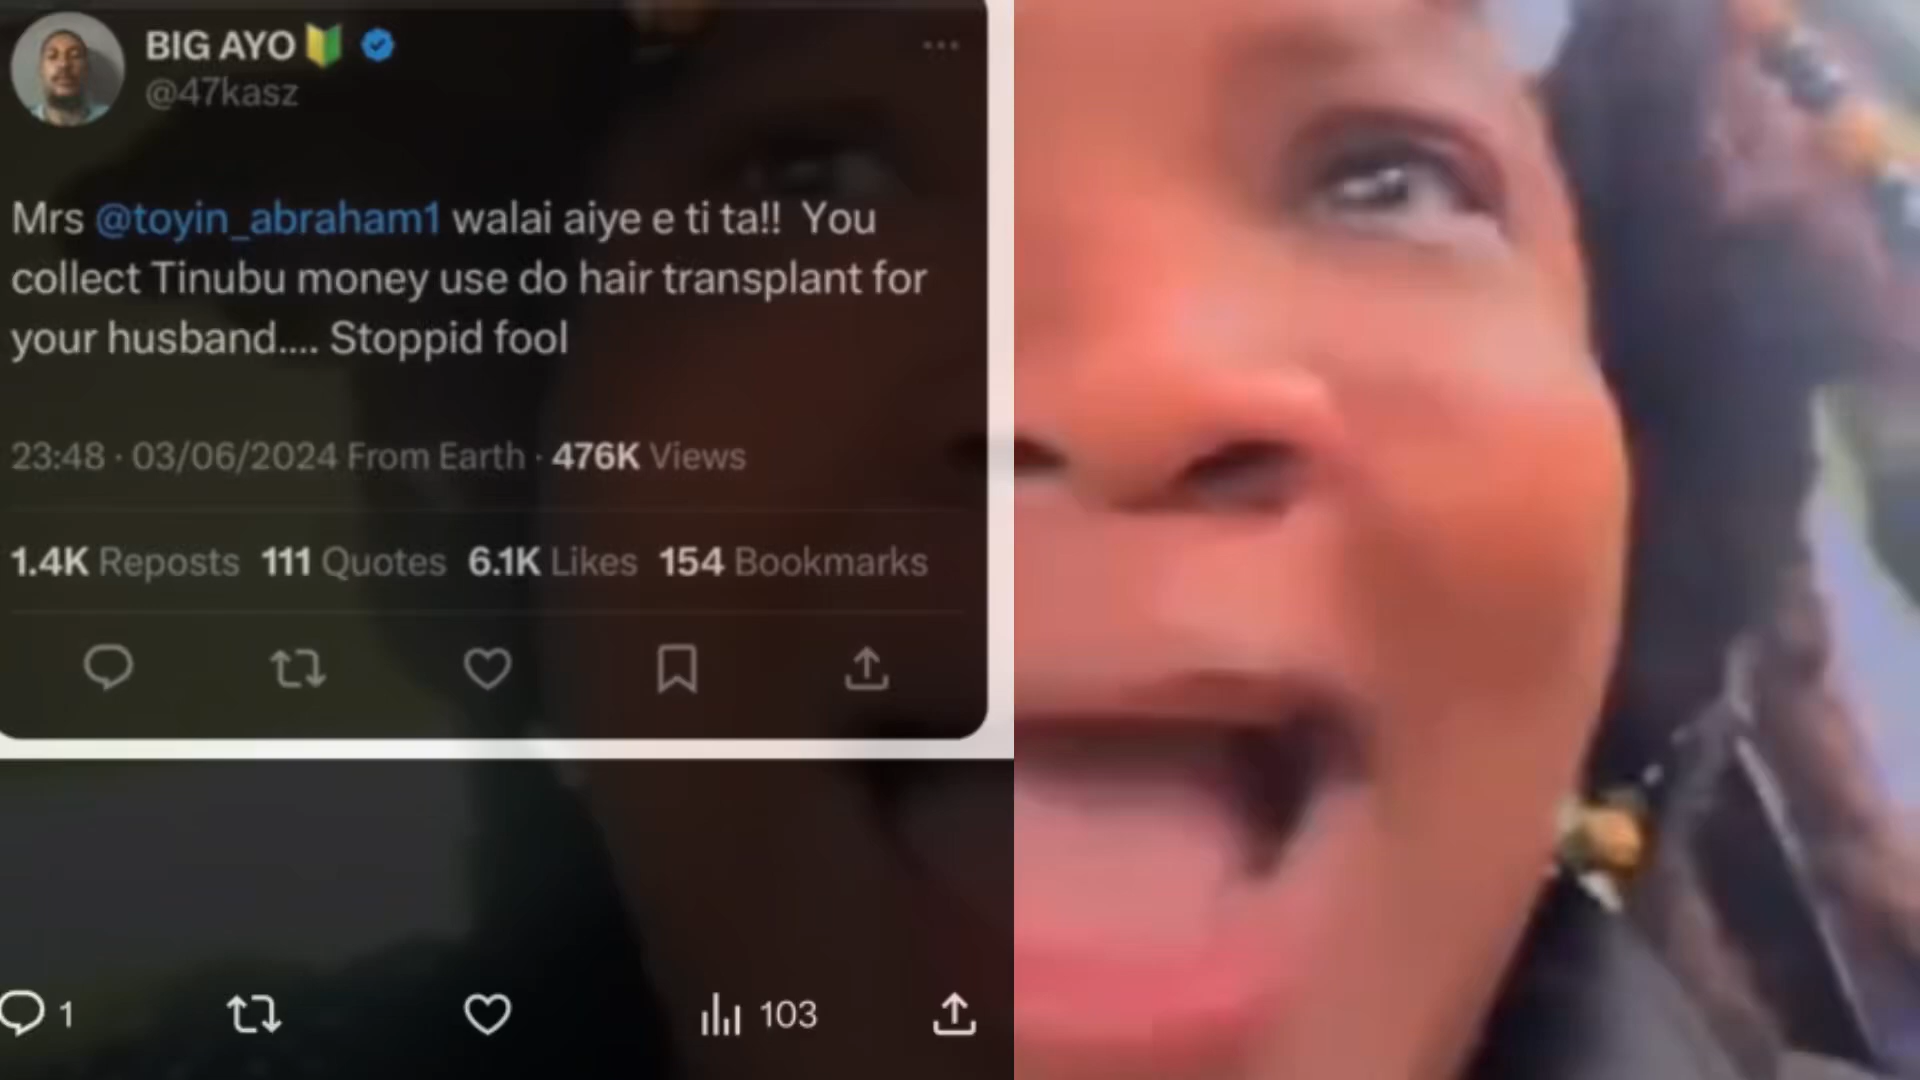 BIG AYO
@47kasz
Mrs @toyin_abraham1 walai aiye e ti ta!! You
collect Tinubu money use do hair transplant for
your husband.... Stoppid fool
23:48 · 03/06/2024 From Earth · 476K Views
1.4K Reposts 111 Quotes 6.1K Likes 154 Bookmarks
1 103